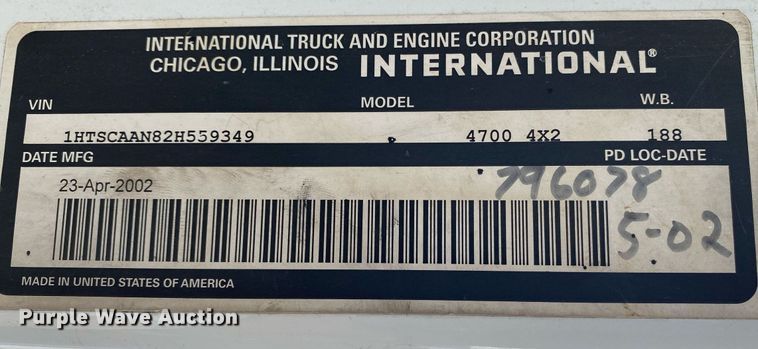 INTERNATIONAL TRUCK AND ENGINE CORPORATION
CHICAGO, ILLINOIS INTERNATIONAL®
VIN MODEL W.B.
1HTSCAAN82H559349 4700 4X2 188
DATE MFG PD LOC-DATE
23-Apr-2002 796078
5-02
MADE IN UNITED STATES OF AMERICA
Purple Wave Auction